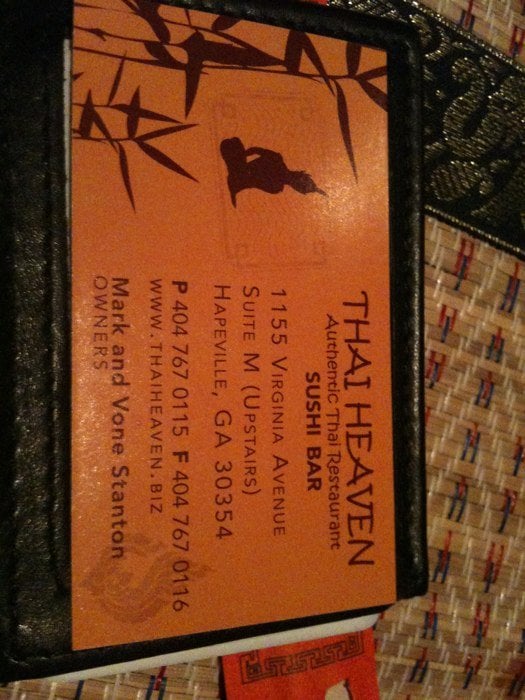 THAI HEAVEN
Authentic Thai Restaurant
SUSHI BAR
1155 VIRGINIA AVENUE
SUITE M (UPSTAIRS)
HAPEVILLE, GA 30354
P 404 767 0115 F 404 767 0116
WWW.THAIHEAVEN.BIZ
Mark and Vone Stanton
OWNERS